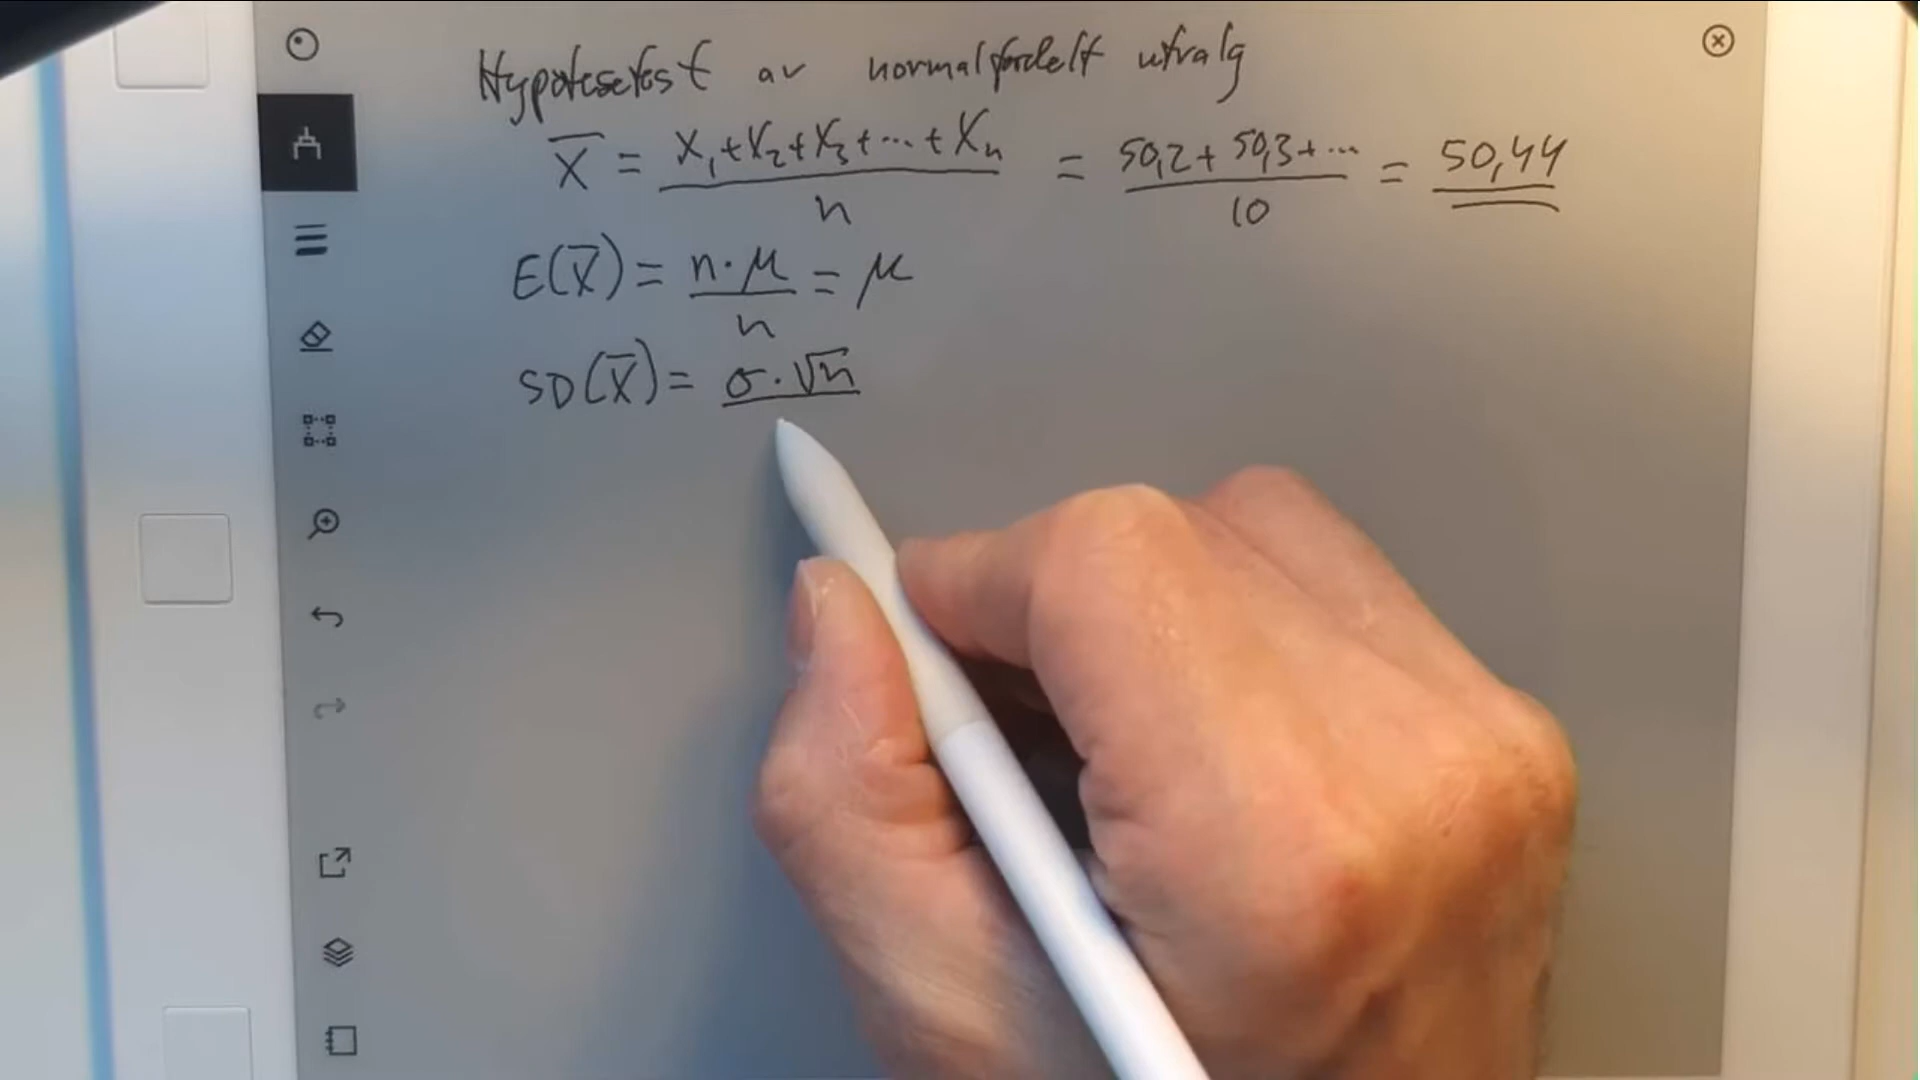 Hypotesetest av normalfordelt utvalg
X̄ = (X₁+X₂+X₃+...+Xₙ)/n = (50,2+50,3+...)/10 = 50,44
E(X̄) = (n·μ)/n = μ
SD(X̄) = σ·√n